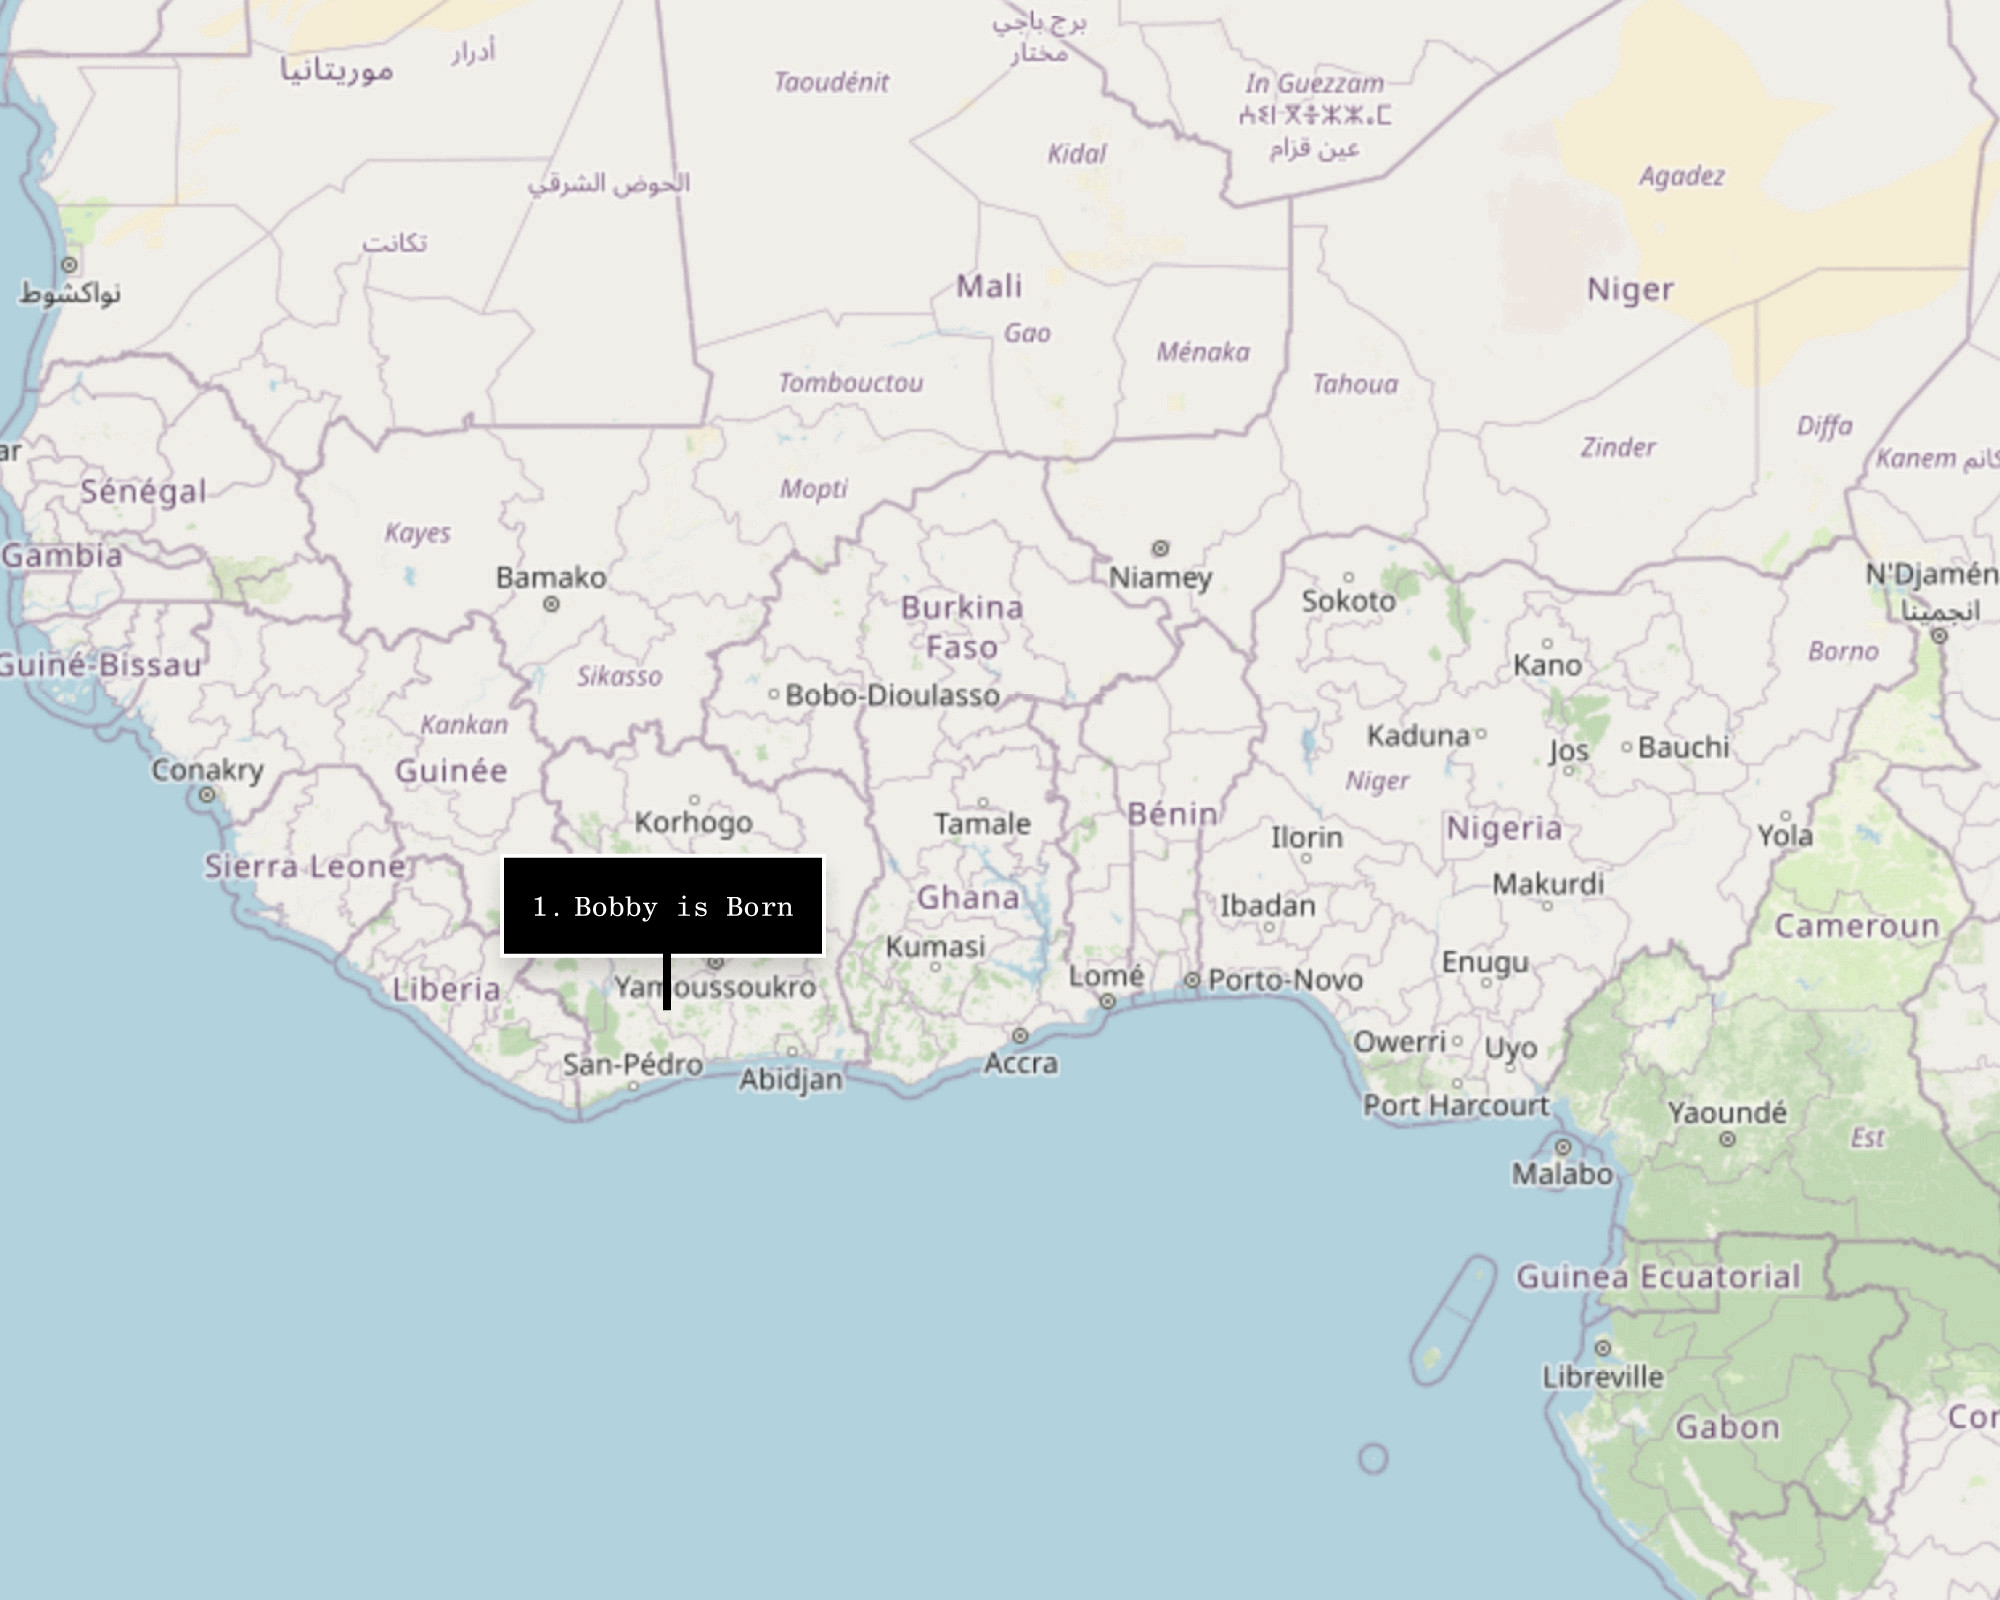 برج باجي
مختار
أدرار
موريتانيا
Taoudénit
In Guezzam
ⵄⵉⵏ ⴳⵣⵣⴰⵎ
عين قزام
Kidal
Agadez
الحوض الشرقي
تكانت
نواكشوط
Mali
Niger
Gao
Ménaka
Tombouctou
Tahoua
Diffa
Zinder
Kanem كانم
ar
Sénégal
Mopti
Kayes
Gambia
Bamako
Niamey
N'Djamén
انجمينا
Sokoto
Burkina
Faso
Kano
Borno
Guiné-Bissau
Sikasso
Bobo-Dioulasso
Kankan
Kaduna
Jos
Bauchi
Conakry
Guinée
Niger
Korhogo
Tamale
Bénin
Nigeria
Ilorin
Yola
Sierra Leone
Makurdi
Ghana
1. Bobby is Born
Ibadan
Cameroun
Kumasi
Enugu
Lomé
Porto-Novo
Liberia
Yamoussoukro
Owerri
Uyo
San-Pédro
Abidjan
Accra
Port Harcourt
Yaoundé
Est
Malabo
Guinea Ecuatorial
Libreville
Gabon
Cor